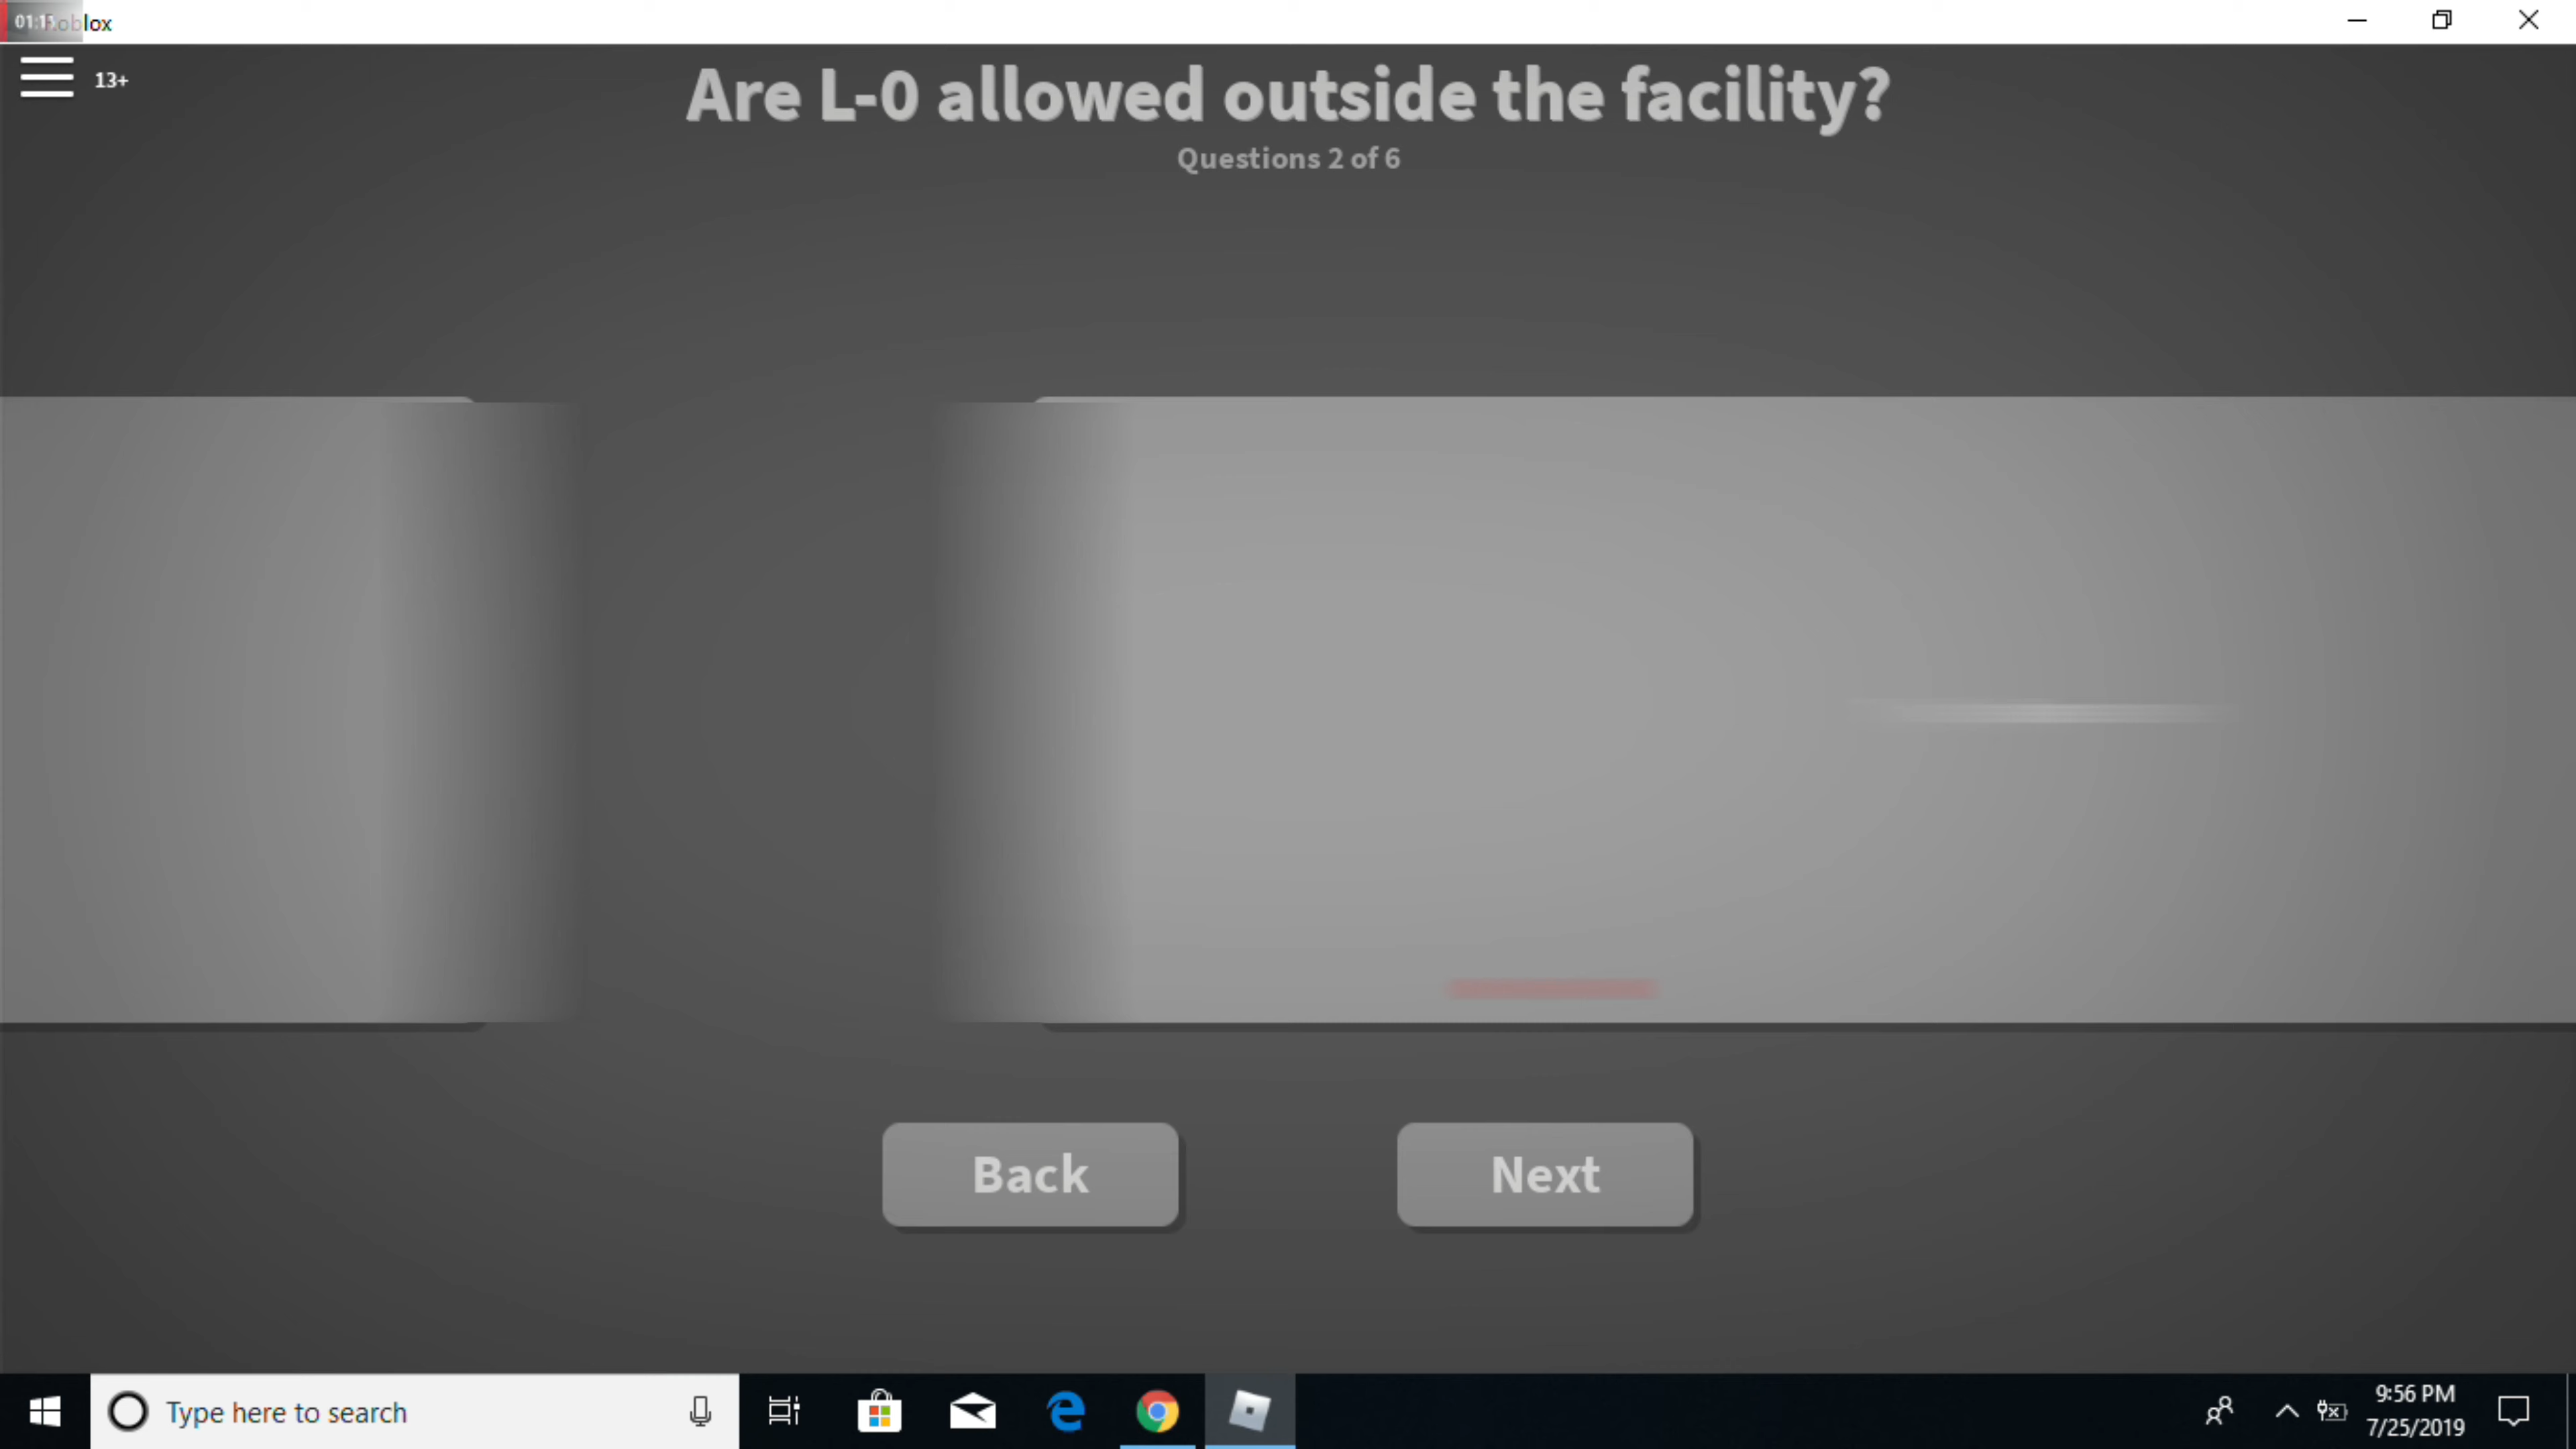 Roblox
13+
Are L-0 allowed outside the facility?
Questions 2 of 6
Back
Next
Type here to search
9:56 PM
7/25/2019